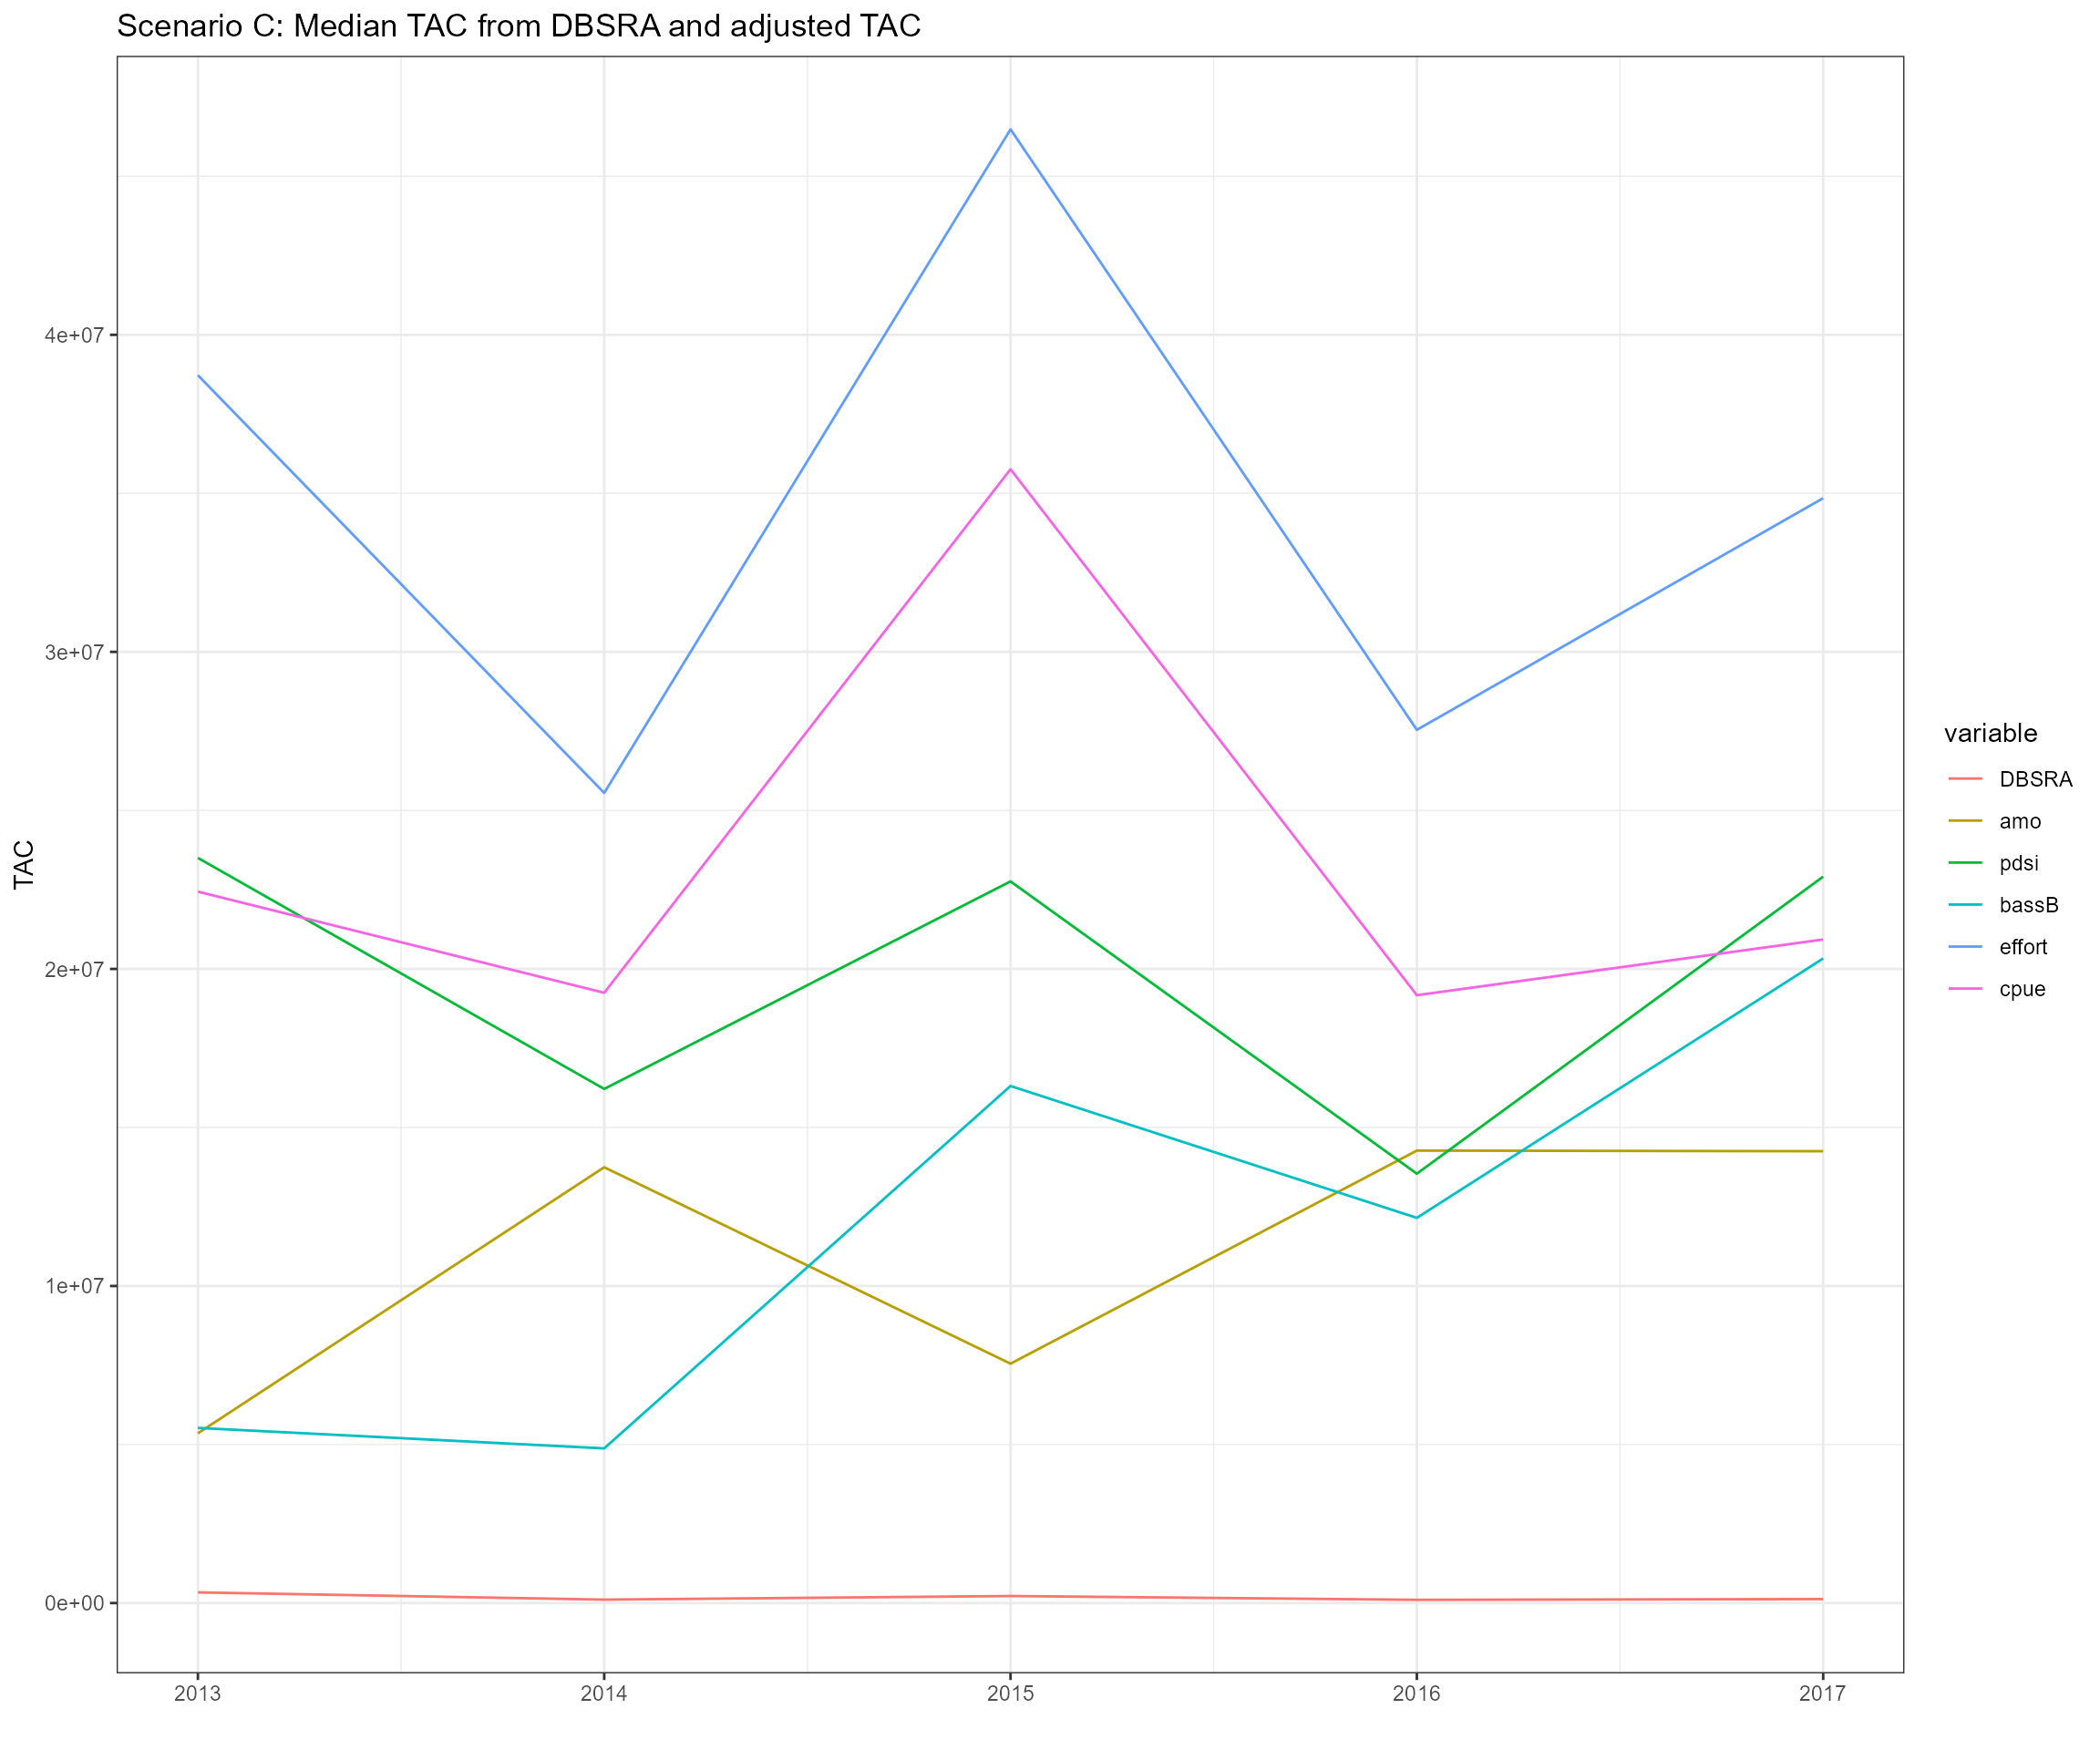 Scenario C: Median TAC from DBSRA and adjusted TAC
TAC
4e+07
3e+07
2e+07
1e+07
0e+00
2013 2014 2015 2016 2017
variable
DBSRA
amo
pdsi
bassB
effort
cpue